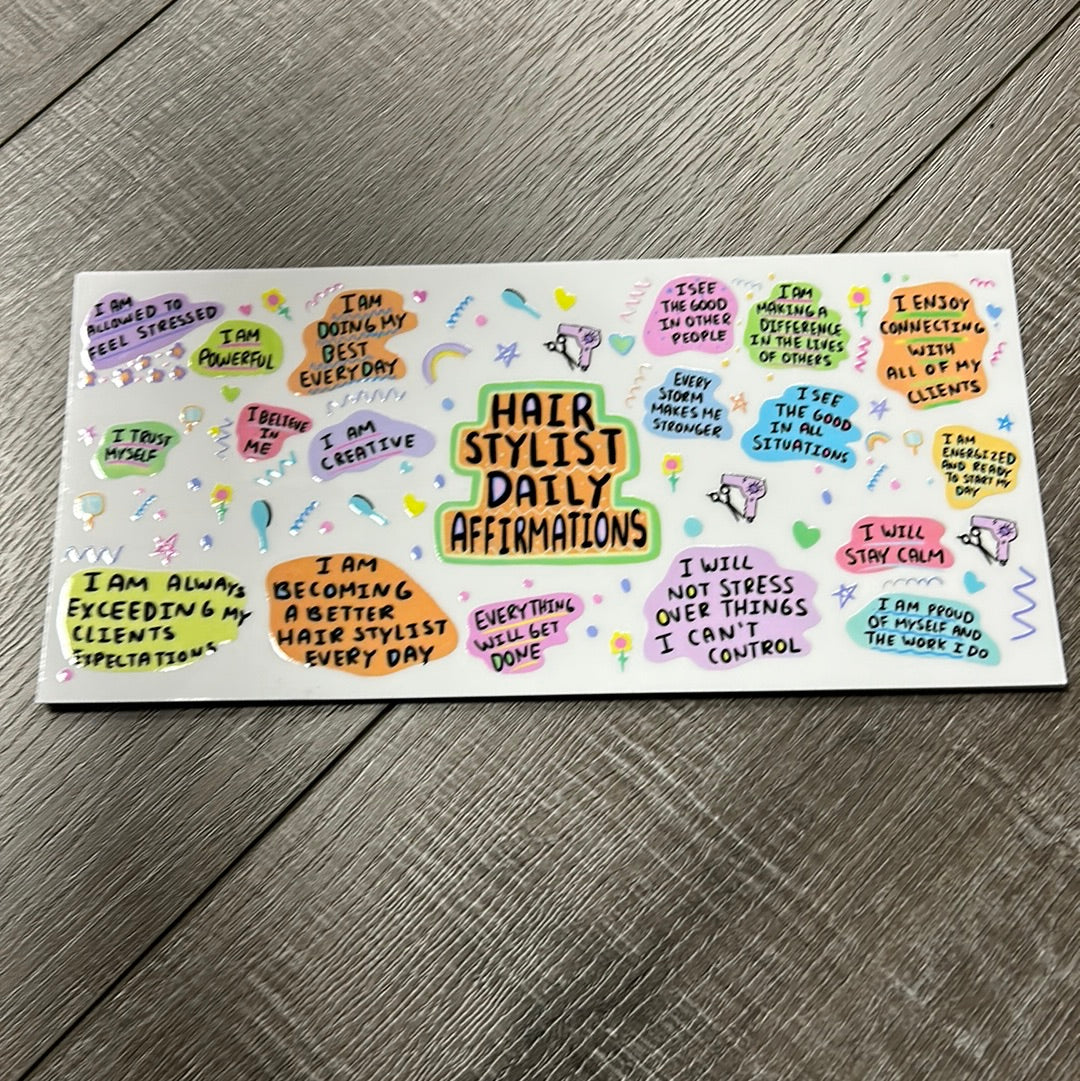 I AM
ALLOWED TO
FEEL STRESSED
I AM
POWERFUL
I AM
DOING MY
BEST
EVERYDAY
I SEE
THE GOOD
IN OTHER
PEOPLE
I AM
MAKING A
DIFFERENCE
IN THE LIVES
OF OTHERS
I ENJOY
CONNECTING
WITH
ALL OF MY
CLIENTS
I TRUST
MYSELF
I BELIEVE
IN
ME
I AM
CREATIVE
HAIR
STYLIST
DAILY
AFFIRMATIONS
EVERY
STORM
MAKES ME
STRONGER
I SEE
THE GOOD
IN ALL
SITUATIONS
I AM
ENERGIZED
AND READY
TO START MY
DAY
I AM ALWAYS
EXCEEDING MY
CLIENTS
EXPECTATIONS
I AM
BECOMING
A BETTER
HAIR STYLIST
EVERY DAY
EVERYTHING
WILL GET
DONE
I WILL
NOT STRESS
OVER THINGS
I CAN'T
CONTROL
I WILL
STAY CALM
I AM PROUD
OF MYSELF AND
THE WORK I DO